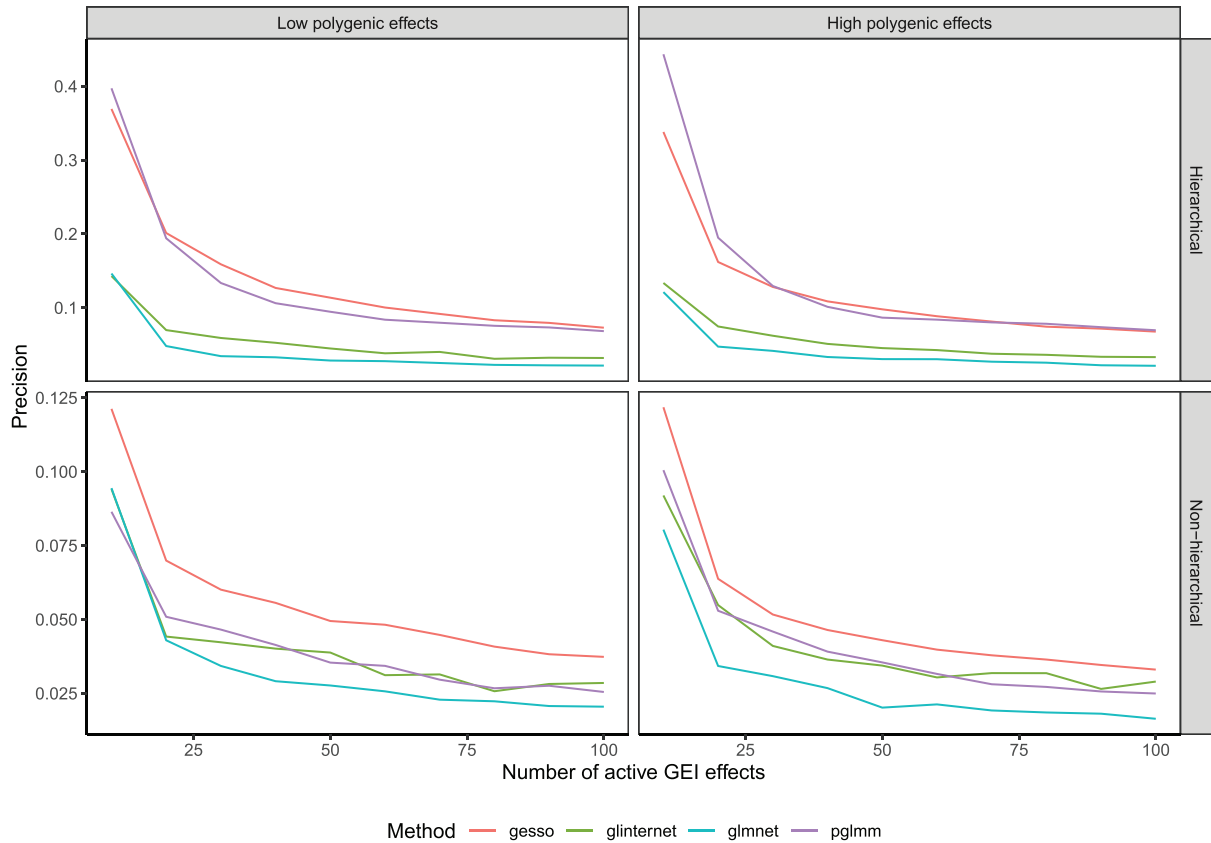 Low polygenic effects
High polygenic effects
0.4
0.3
0.2
0.1
Hierarchical
Precision
0.125
0.100
0.075
0.050
0.025
Non−hierarchical
25
50
75
100
25
50
75
100
Number of active GEI effects
Method
gesso
glinternet
glmnet
pglmm